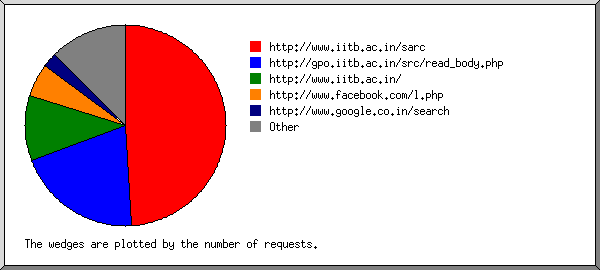 http://www.iitb.ac.in/sarc
http://gpo.iitb.ac.in/src/read_body.php
http://www.iitb.ac.in/
http://www.facebook.com/l.php
http://www.google.co.in/search
Other
The wedges are plotted by the number of requests.